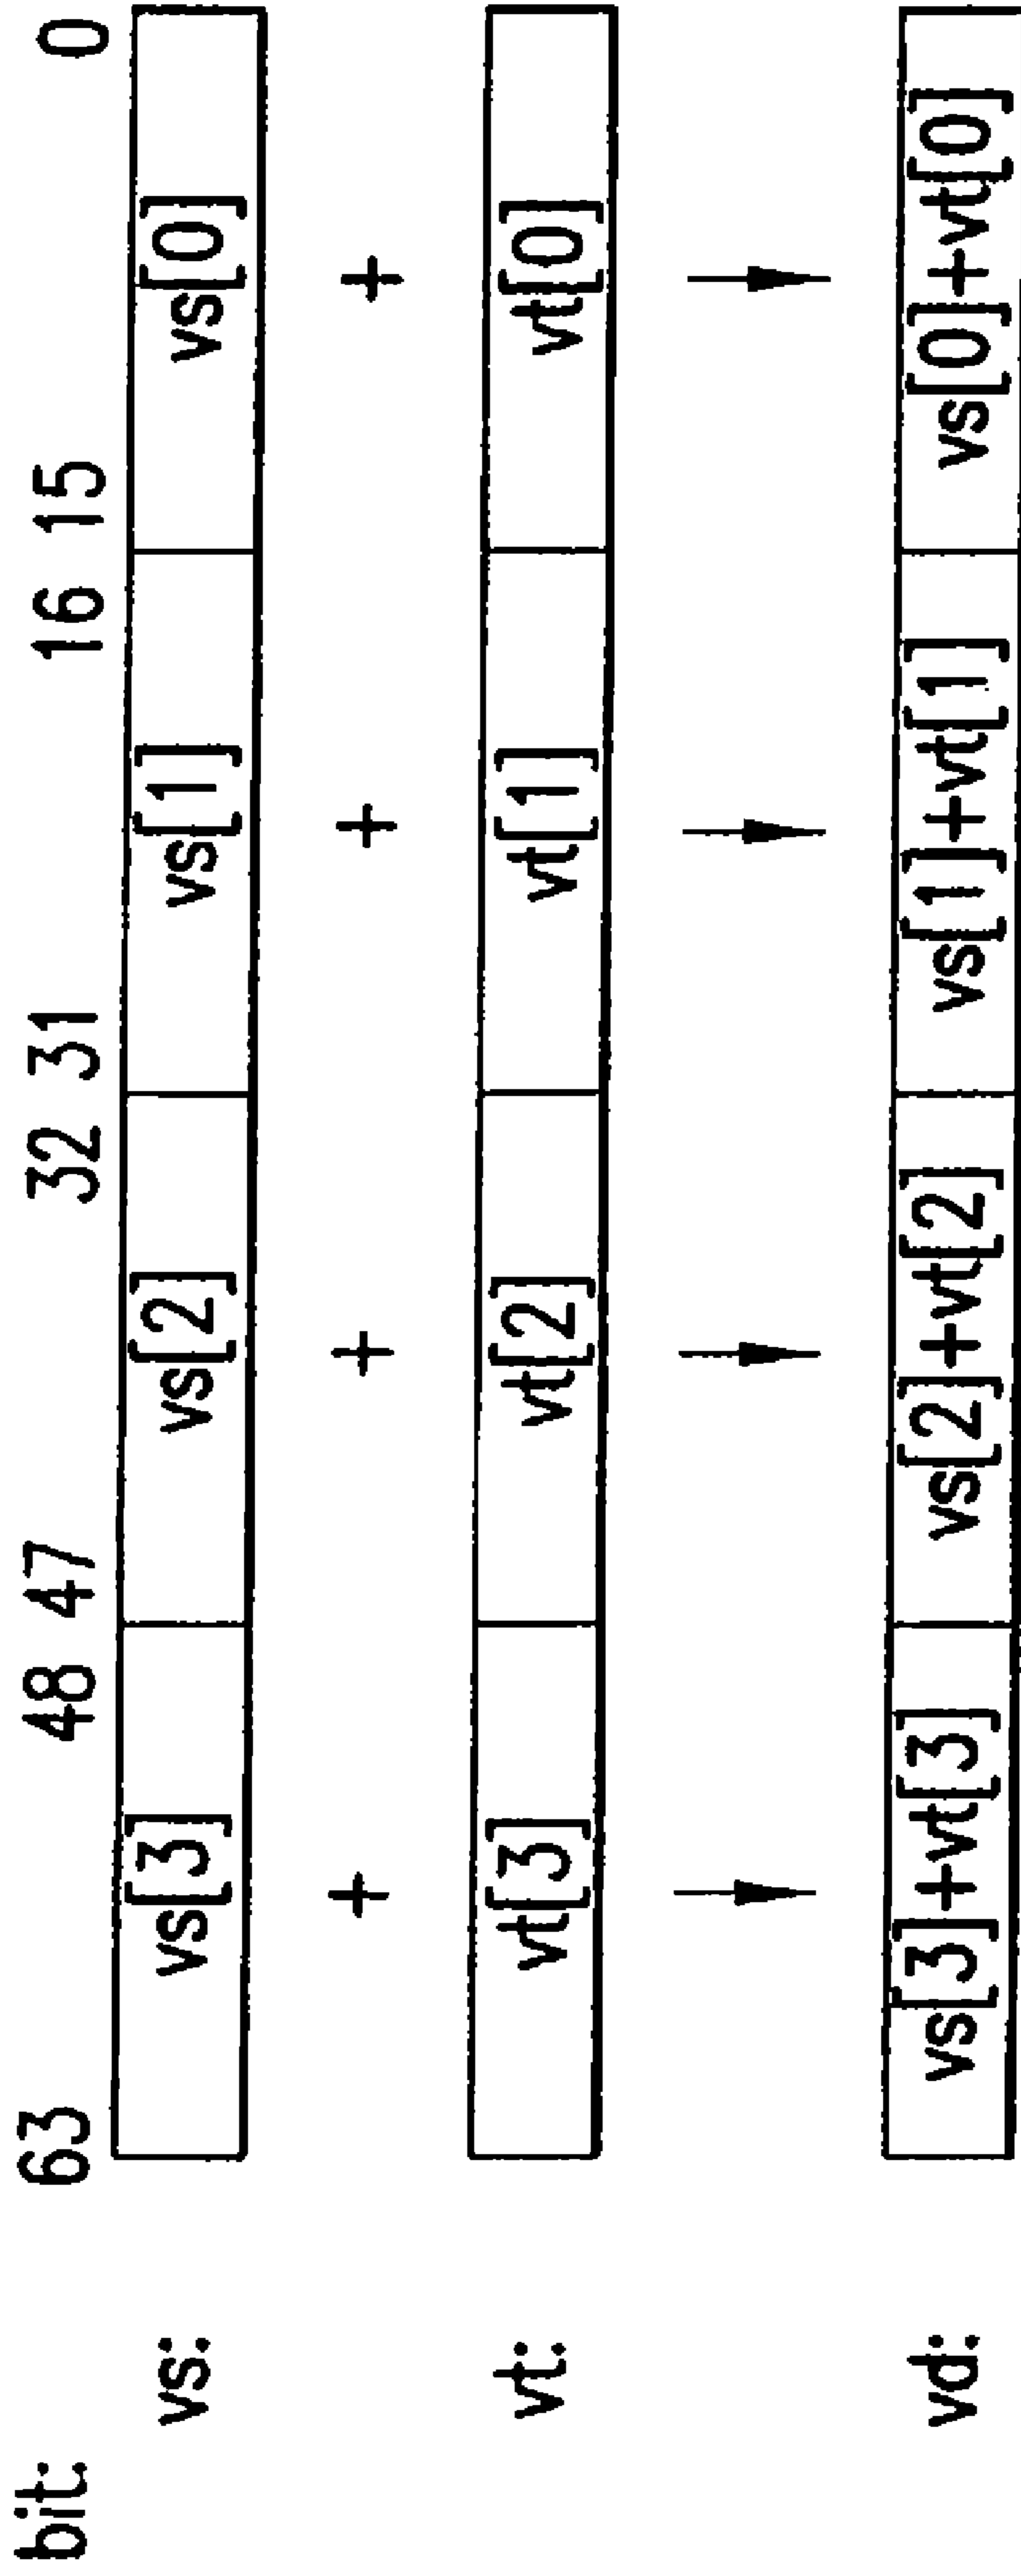 bit: 63 48 47 32 31 16 15 0
vs: vs[3] vs[2] vs[1] vs[0]
+ + + +
vt: vt[3] vt[2] vt[1] vt[0]
vd: vs[3]+vt[3] vs[2]+vt[2] vs[1]+vt[1] vs[0]+vt[0]